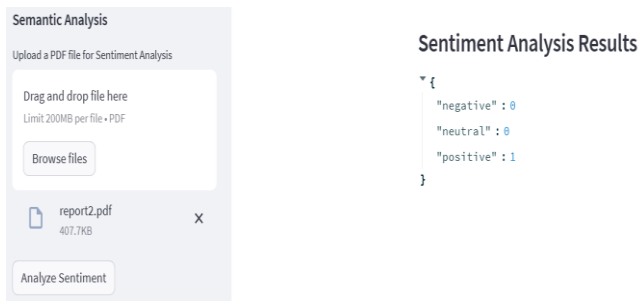 Semantic Analysis
Upload a PDF file for Sentiment Analysis
Drag and drop file here
Limit 200MB per file • PDF
Browse files
report2.pdf
407.7KB
X
Analyze Sentiment
Sentiment Analysis Results
{
"negative" : 0
"neutral" : 0
"positive" : 1
}